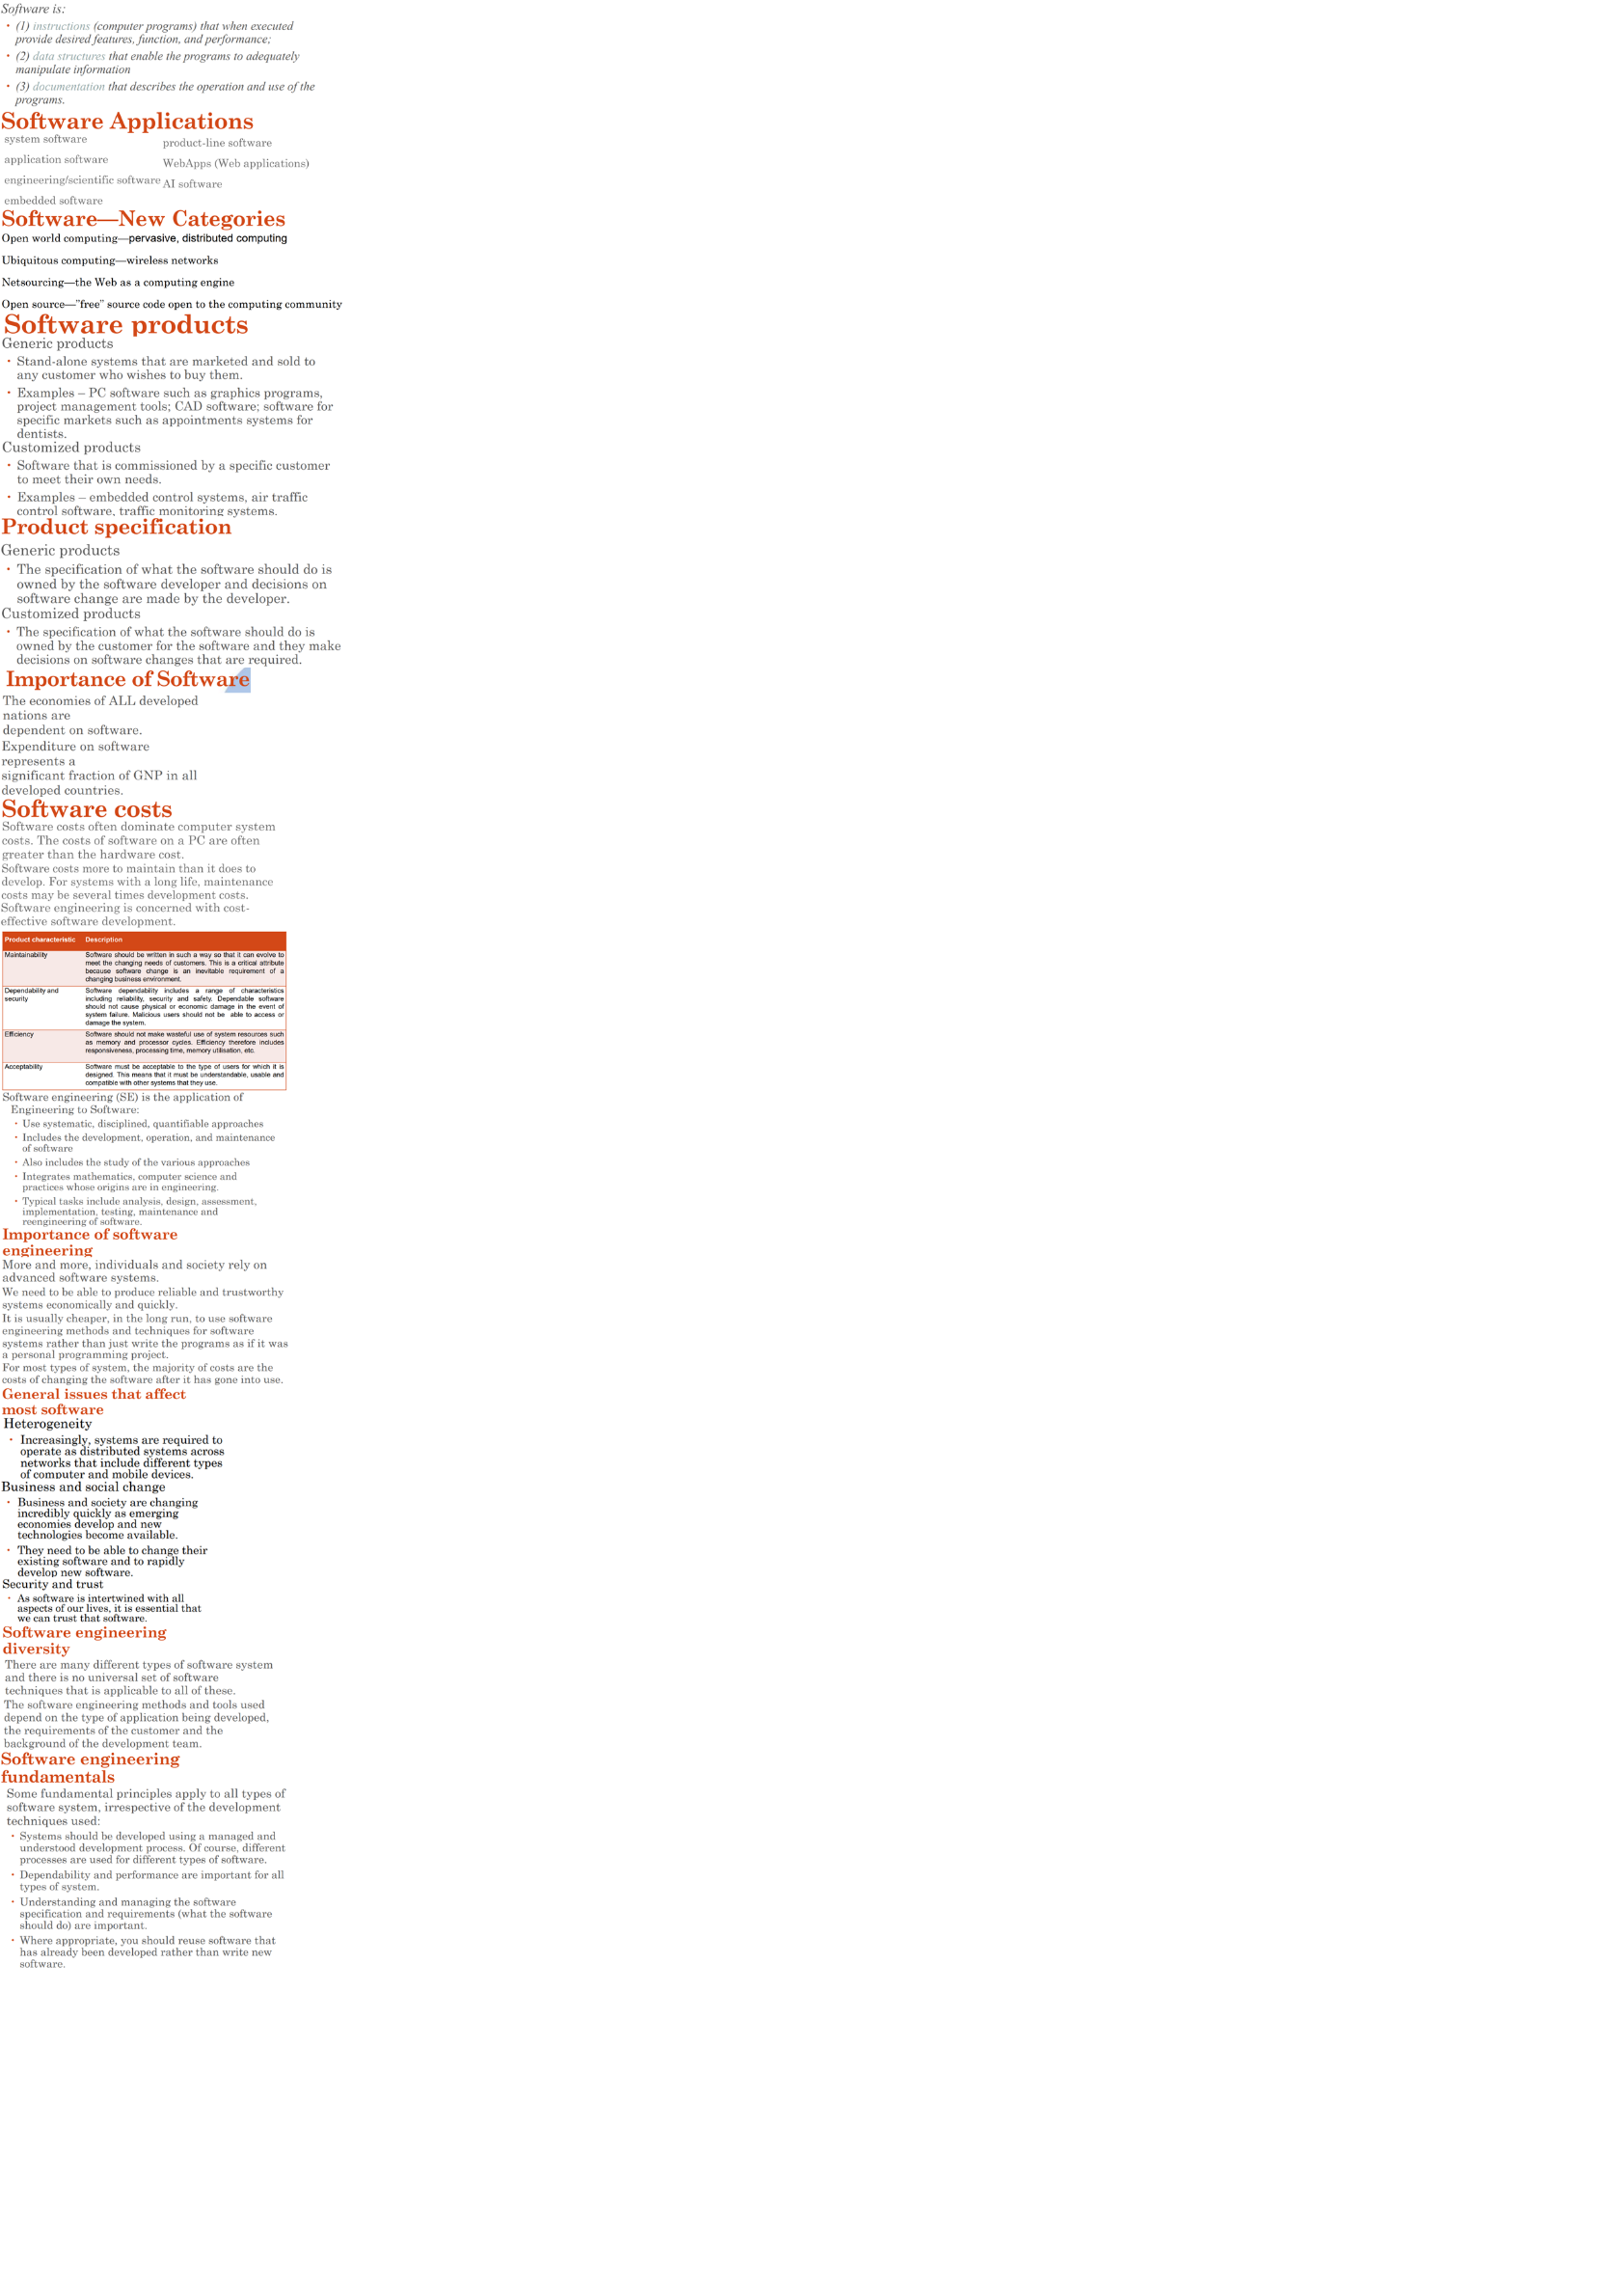 Software is:
• (1) instructions (computer programs) that when executed
provide desired features, function, and performance;
• (2) data structures that enable the programs to adequately
manipulate information
• (3) documentation that describes the operation and use of the
programs.
Software Applications
system software
application software
engineering/scientific software
embedded software
product-line software
WebApps (Web applications)
AI software
Software—New Categories
Open world computing—pervasive, distributed computing
Ubiquitous computing—wireless networks
Netsourcing—the Web as a computing engine
Open source—"free" source code open to the computing community
Software products
Generic products
• Stand-alone systems that are marketed and sold to
any customer who wishes to buy them.
• Examples – PC software such as graphics programs,
project management tools; CAD software; software for
specific markets such as appointments systems for
dentists.
Customized products
• Software that is commissioned by a specific customer
to meet their own needs.
• Examples – embedded control systems, air traffic
control software, traffic monitoring systems.
Product specification
Generic products
• The specification of what the software should do is
owned by the software developer and decisions on
software change are made by the developer.
Customized products
• The specification of what the software should do is
owned by the customer for the software and they make
decisions on software changes that are required.
Importance of Software
The economies of ALL developed
nations are
dependent on software.
Expenditure on software
represents a
significant fraction of GNP in all
developed countries.
Software costs
Software costs often dominate computer system
costs. The costs of software on a PC are often
greater than the hardware cost.
Software costs more to maintain than it does to
develop. For systems with a long life, maintenance
costs may be several times development costs.
Software engineering is concerned with cost-
effective software development.
Product characteristic Description
Maintainability Software should be written in such a way so that it can evolve to
meet the changing needs of customers. This is a critical attribute
because software change is an inevitable requirement of a
changing business environment.
Dependability and Software dependability includes a range of characteristics
security including reliability, security and safety. Dependable software
should not cause physical or economic damage in the event of
system failure. Malicious users should not be able to access or
damage the system.
Efficiency Software should not make wasteful use of system resources such
as memory and processor cycles. Efficiency therefore includes
responsiveness, processing time, memory utilisation, etc.
Acceptability Software must be acceptable to the type of users for which it is
designed. This means that it must be understandable, usable and
compatible with other systems that they use.
Software engineering (SE) is the application of
Engineering to Software:
• Use systematic, disciplined, quantifiable approaches
• Includes the development, operation, and maintenance
of software
• Also includes the study of the various approaches
• Integrates mathematics, computer science and
practices whose origins are in engineering.
• Typical tasks include analysis, design, assessment,
implementation, testing, maintenance and
reengineering of software.
Importance of software
engineering
More and more, individuals and society rely on
advanced software systems.
We need to be able to produce reliable and trustworthy
systems economically and quickly.
It is usually cheaper, in the long run, to use software
engineering methods and techniques for software
systems rather than just write the programs as if it was
a personal programming project.
For most types of system, the majority of costs are the
costs of changing the software after it has gone into use.
General issues that affect
most software
Heterogeneity
• Increasingly, systems are required to
operate as distributed systems across
networks that include different types
of computer and mobile devices.
Business and social change
• Business and society are changing
incredibly quickly as emerging
economies develop and new
technologies become available.
• They need to be able to change their
existing software and to rapidly
develop new software.
Security and trust
• As software is intertwined with all
aspects of our lives, it is essential that
we can trust that software.
Software engineering
diversity
There are many different types of software system
and there is no universal set of software
techniques that is applicable to all of these.
The software engineering methods and tools used
depend on the type of application being developed,
the requirements of the customer and the
background of the development team.
Software engineering
fundamentals
Some fundamental principles apply to all types of
software system, irrespective of the development
techniques used:
• Systems should be developed using a managed and
understood development process. Of course, different
processes are used for different types of software.
• Dependability and performance are important for all
types of system.
• Understanding and managing the software
specification and requirements (what the software
should do) are important.
• Where appropriate, you should reuse software that
has already been developed rather than write new
software.